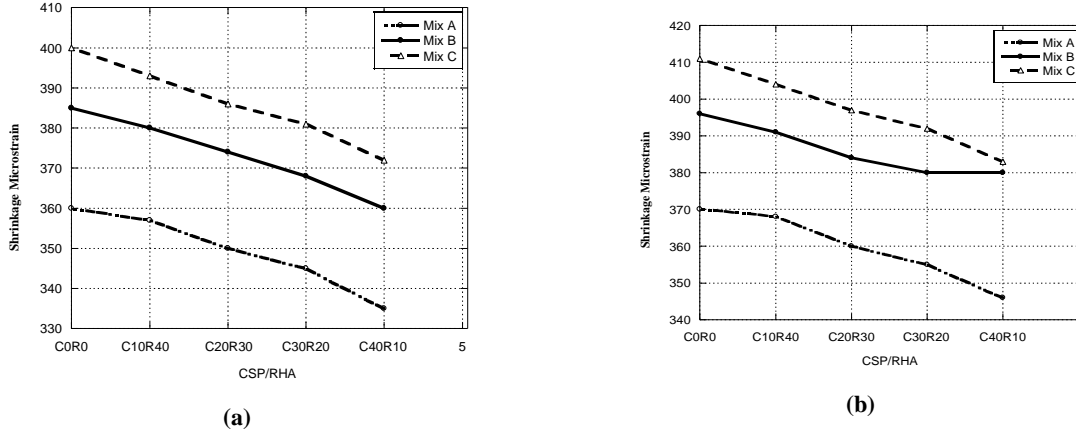 410
400
390
380
370
360
350
340
330
Shrinkage Microstrain
Mix A
Mix B
Mix C
C0R0 C10R40 C20R30 C30R20 C40R10 5
CSP/RHA
(a)
420
410
400
390
380
370
360
350
340
Shrinkage Microstrain
Mix A
Mix B
Mix C
C0R0 C10R40 C20R30 C30R20 C40R10
CSP/RHA
(b)